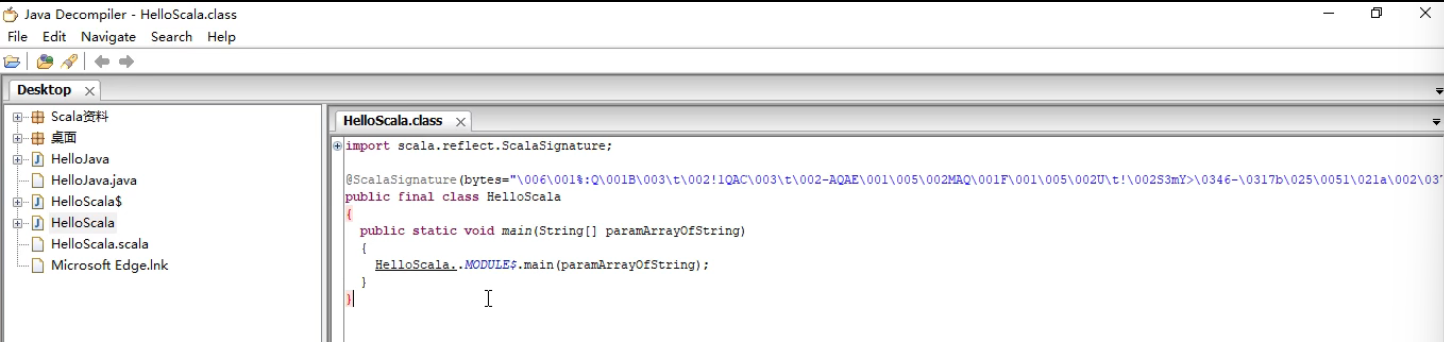 Java Decompiler - HelloScala.class
File Edit Navigate Search Help
Desktop
Scala资料
桌面
HelloJava
HelloJava.java
HelloScala$
HelloScala
HelloScala.scala
Microsoft Edge.lnk
HelloScala.class
import scala.reflect.ScalaSignature;
@ScalaSignature(bytes="\006\001%:Q\001B\003\t\002!1QAC\003\t\002-AQAE\001\005\002MAQ\001F\001\005\002U\t!\002S3mY>\0346-\0317b\025\0051\021a\002\037
public final class HelloScala
{
public static void main(String[] paramArrayOfString)
{
HelloScala..MODULE$.main(paramArrayOfString);
}
}